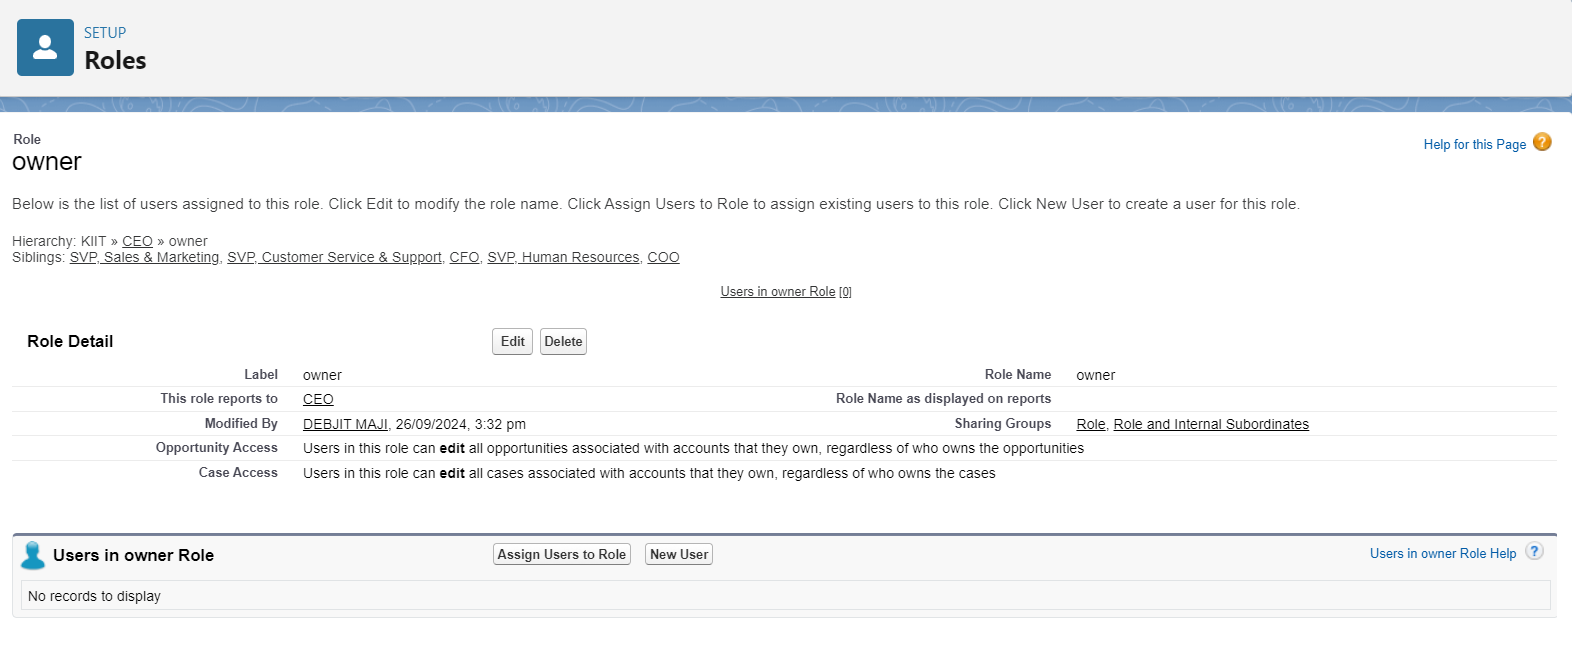 SETUP
Roles
Role
owner
Help for this Page ?
Below is the list of users assigned to this role. Click Edit to modify the role name. Click Assign Users to Role to assign existing users to this role. Click New User to create a user for this role.
Hierarchy: KIIT » CEO » owner
Siblings: SVP, Sales & Marketing, SVP, Customer Service & Support, CFO, SVP, Human Resources, COO
Users in owner Role [0]
Role Detail Edit Delete
Label owner Role Name owner
This role reports to CEO Role Name as displayed on reports
Modified By DEBJIT MAJI, 26/09/2024, 3:32 pm Sharing Groups Role, Role and Internal Subordinates
Opportunity Access Users in this role can edit all opportunities associated with accounts that they own, regardless of who owns the opportunities
Case Access Users in this role can edit all cases associated with accounts that they own, regardless of who owns the cases
Users in owner Role Assign Users to Role New User Users in owner Role Help ?
No records to display